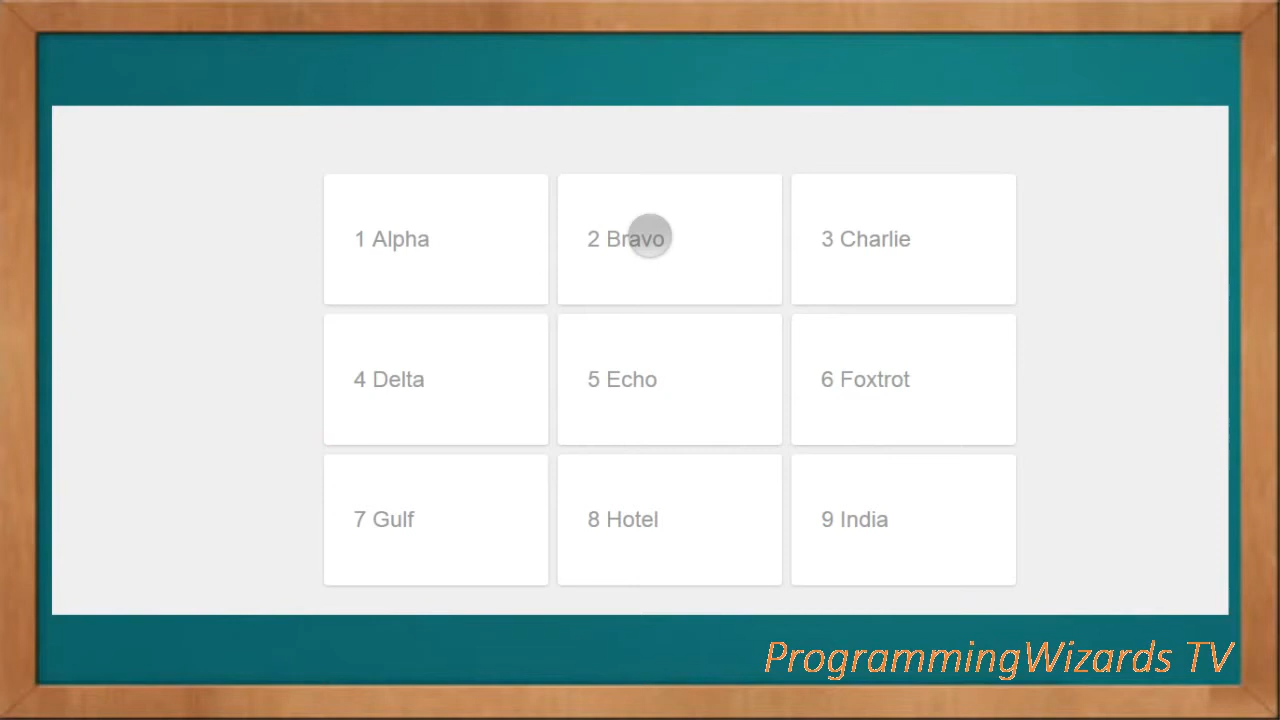 1 Alpha
2 Bravo
3 Charlie
4 Delta
5 Echo
6 Foxtrot
7 Gulf
8 Hotel
9 India
ProgrammingWizards TV